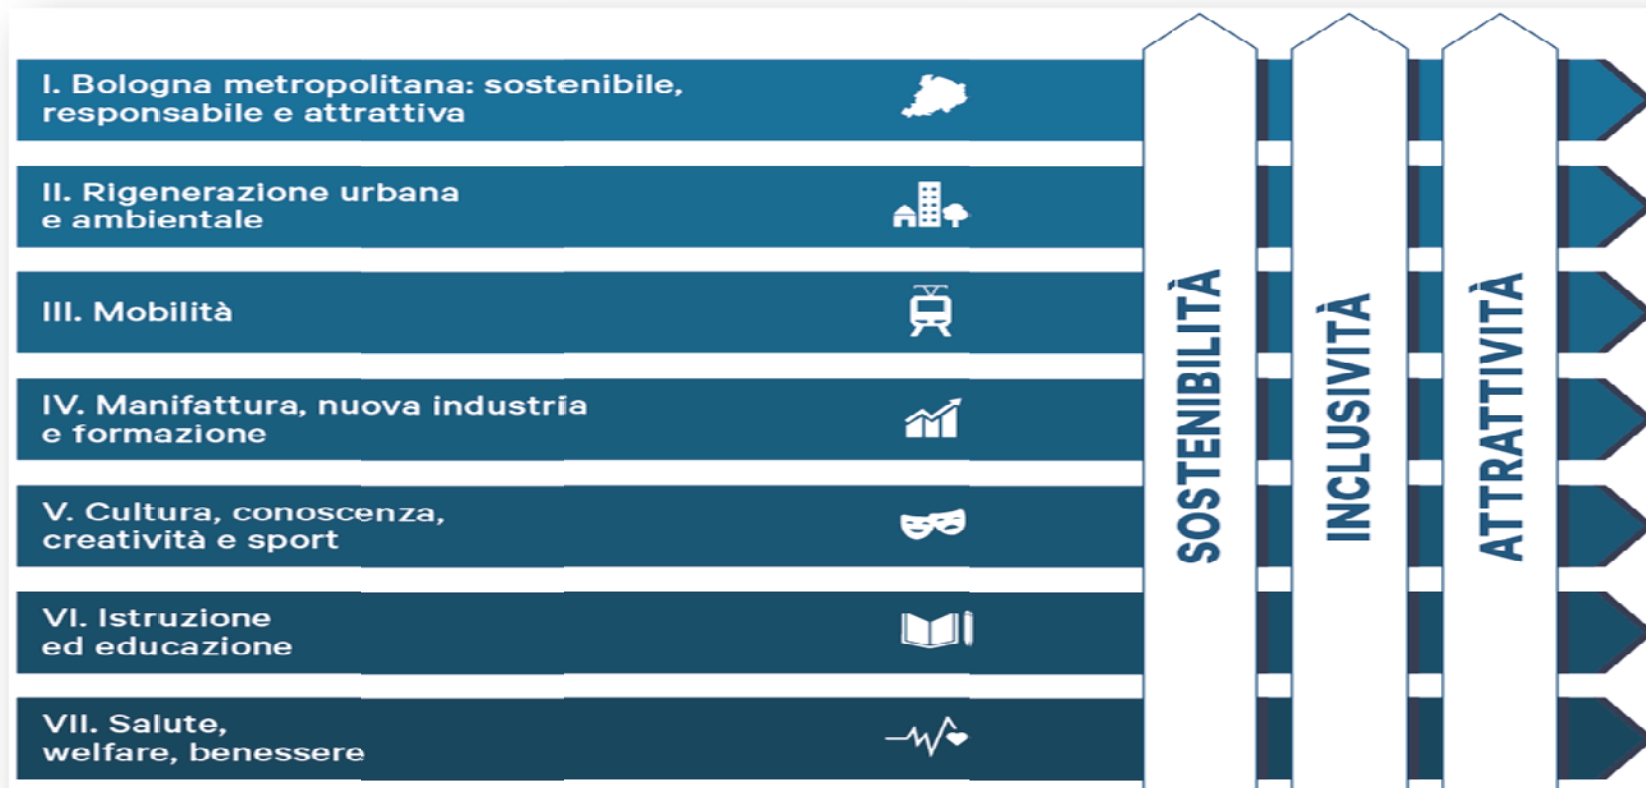 I. Bologna metropolitana: sostenibile,
responsabile e attrattiva
II. Rigenerazione urbana
e ambientale
III. Mobilità
IV. Manifattura, nuova industria
e formazione
V. Cultura, conoscenza,
creatività e sport
VI. Istruzione
ed educazione
VII. Salute,
welfare, benessere
SOSTENIBILITÀ
INCLUSIVITÀ
ATTRATTIVITÀ